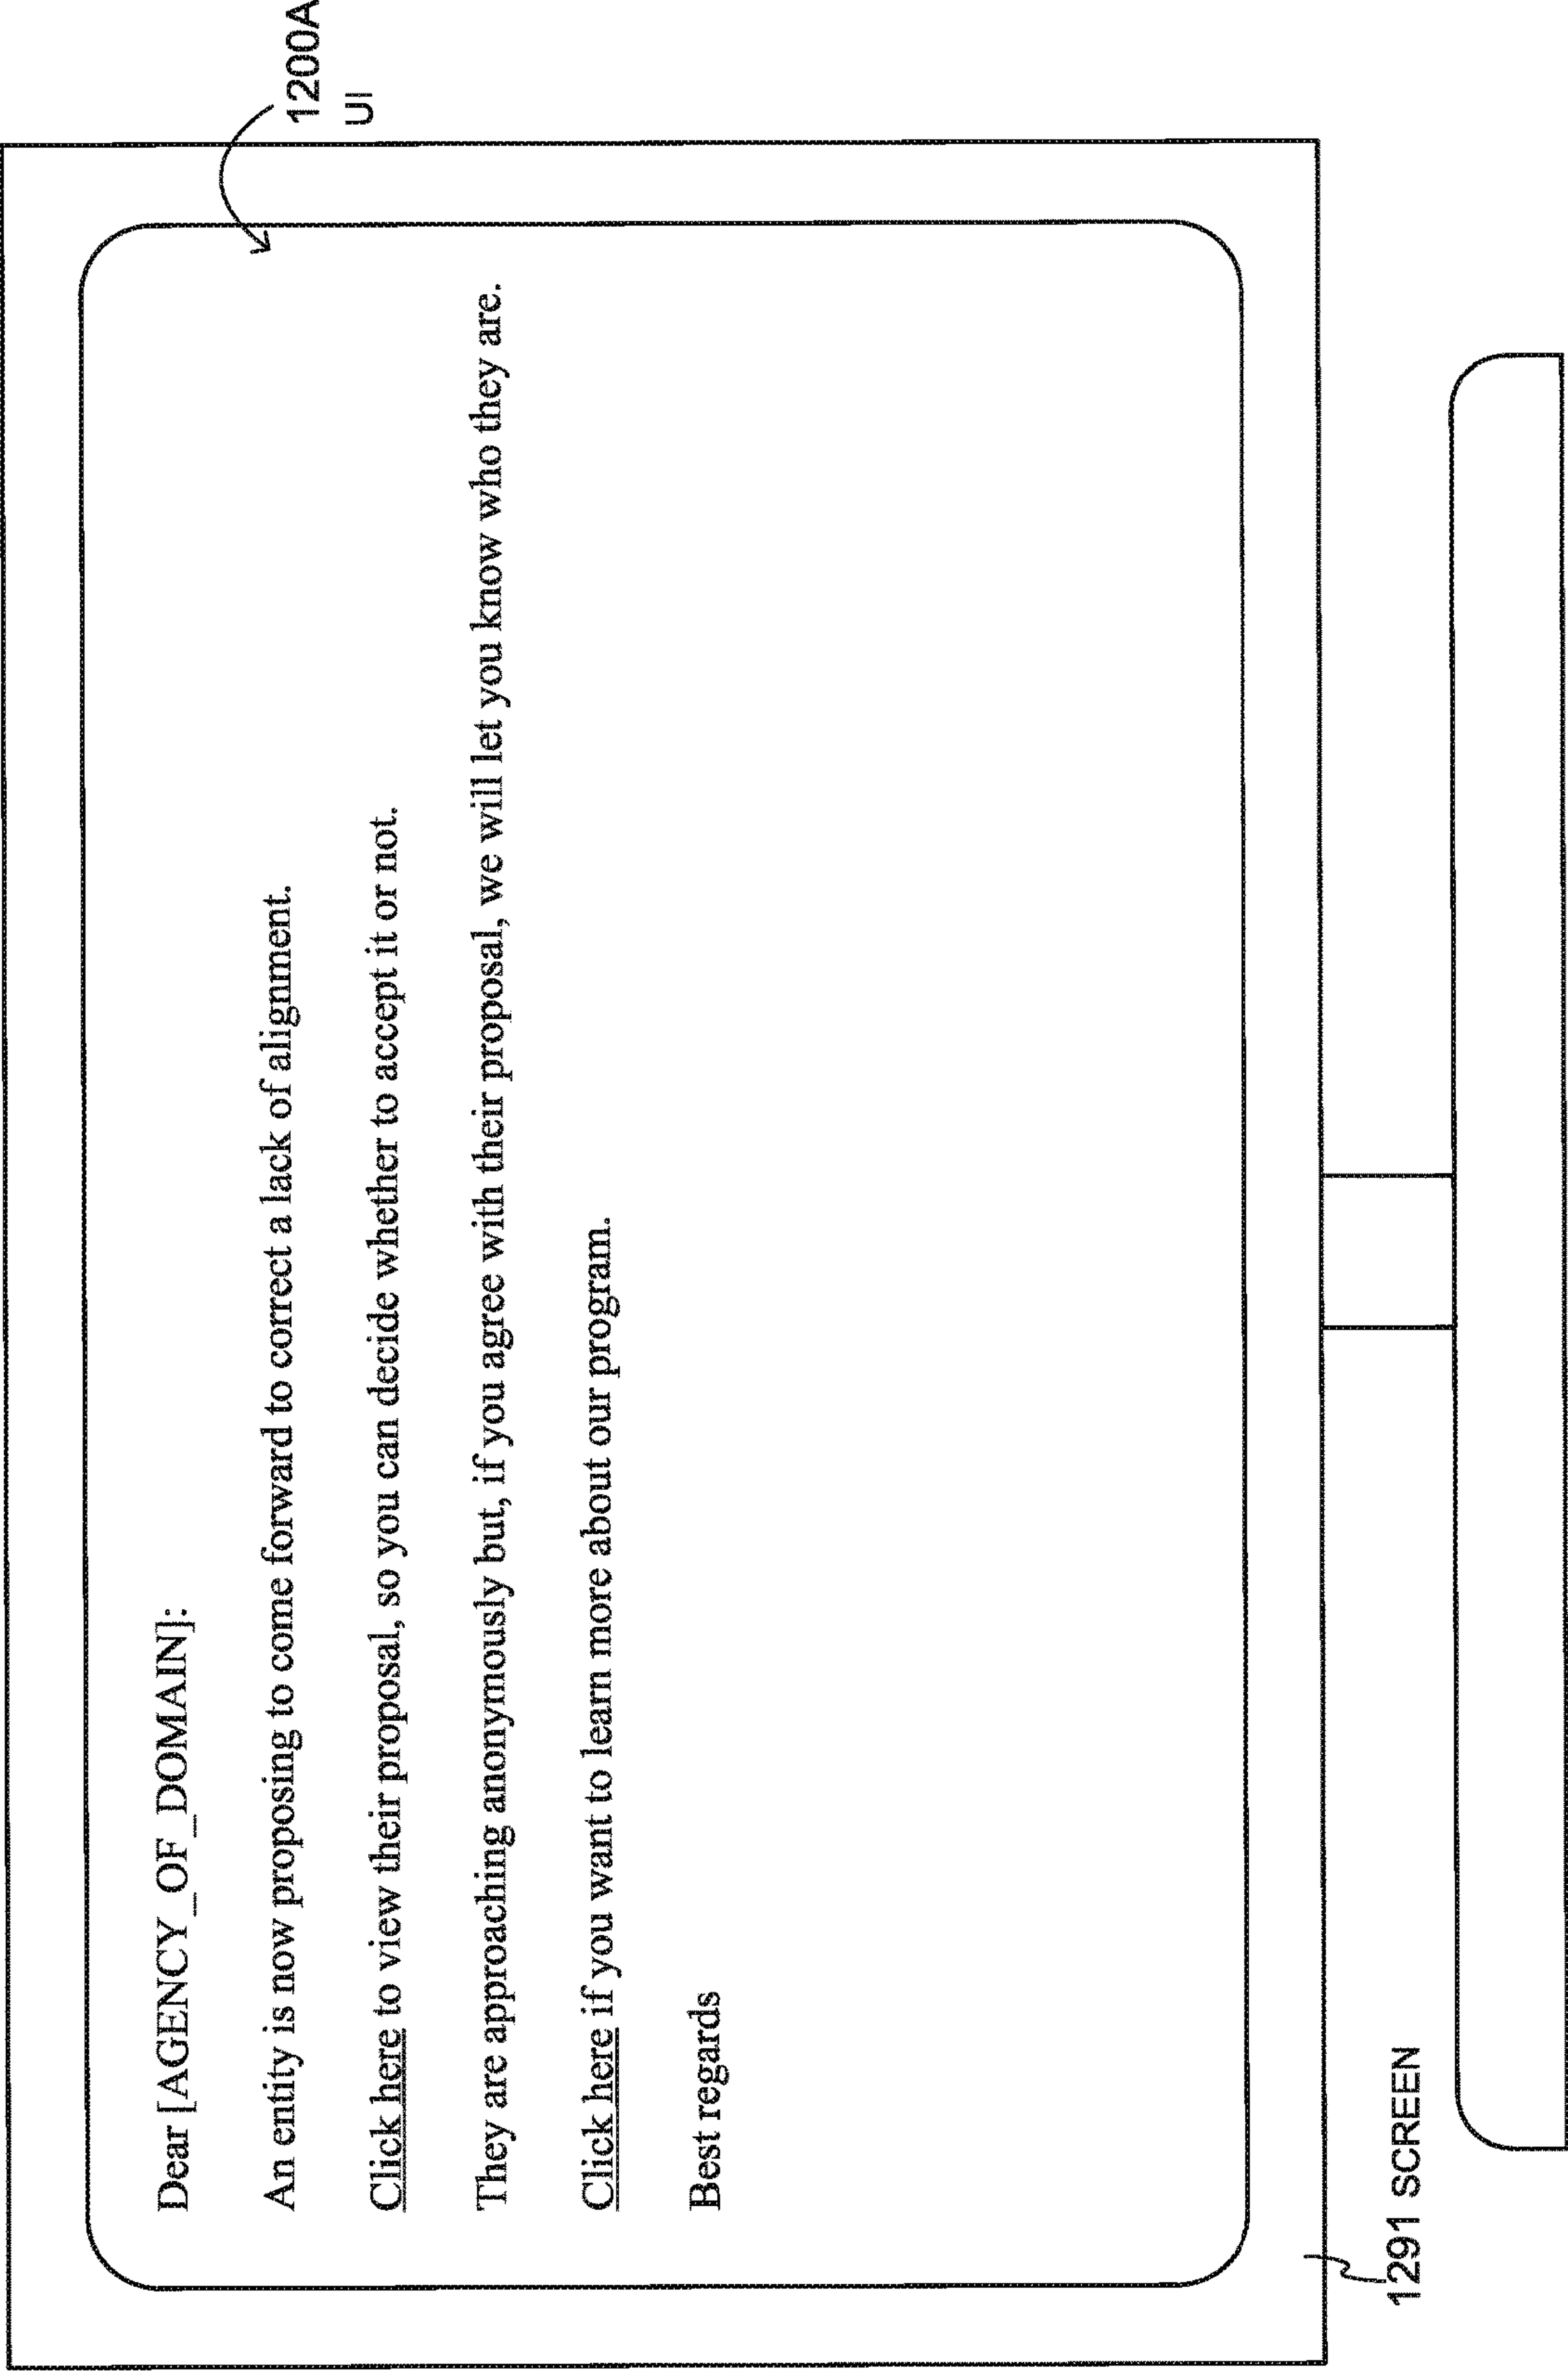 1200A
UI
Dear [AGENCY_OF_DOMAIN]:
An entity is now proposing to come forward to correct a lack of alignment.
Click here to view their proposal, so you can decide whether to accept it or not.
They are approaching anonymously but, if you agree with their proposal, we will let you know who they are.
Click here if you want to learn more about our program.
Best regards
1291 SCREEN